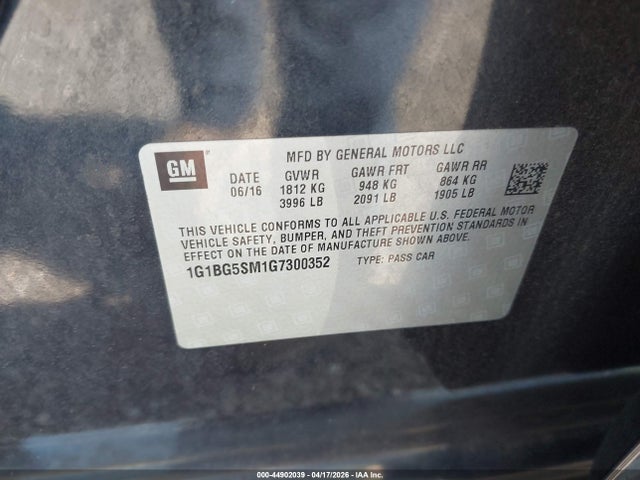 GM
MFD BY GENERAL MOTORS LLC
DATE GVWR GAWR FRT GAWR RR
06/16 1812 KG 948 KG 864 KG
3996 LB 2091 LB 1905 LB
THIS VEHICLE CONFORMS TO ALL APPLICABLE U.S. FEDERAL MOTOR
VEHICLE SAFETY, BUMPER, AND THEFT PREVENTION STANDARDS IN
EFFECT ON THE DATE OF MANUFACTURE SHOWN ABOVE.
1G1BG5SM1G7300352 TYPE: PASS CAR
000-44902039 - 04/17/2026 - IAA Inc.